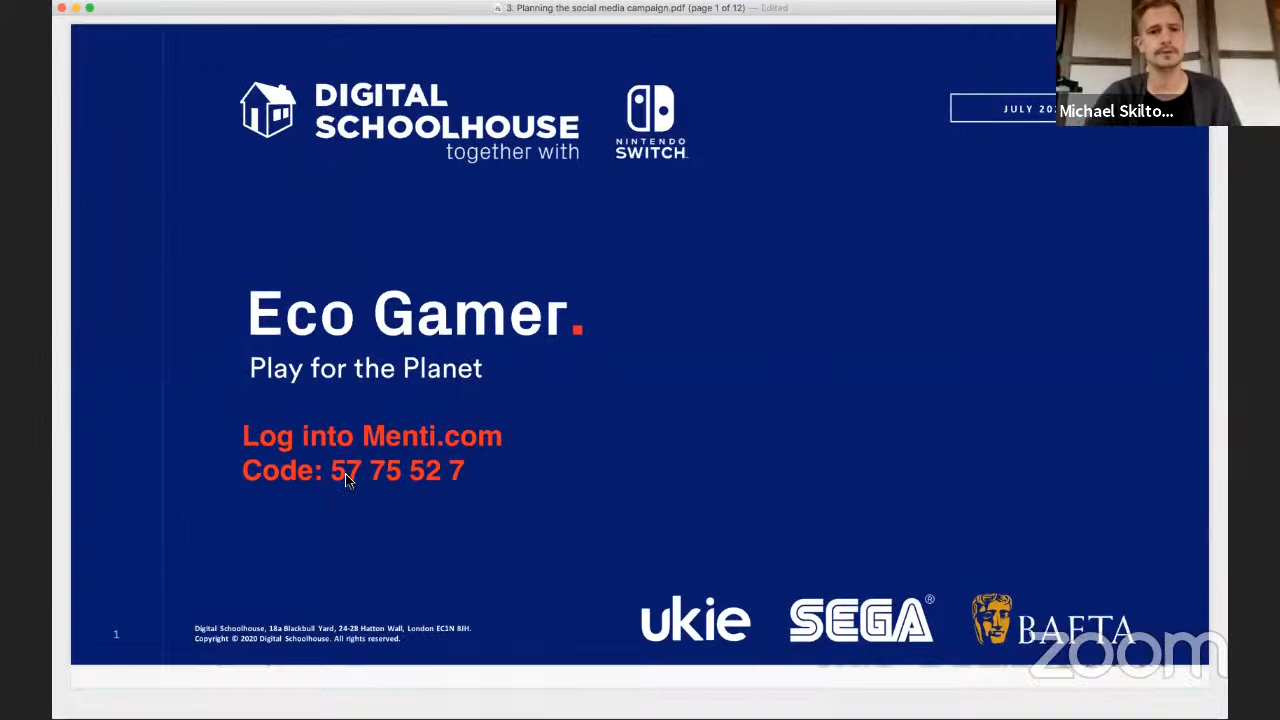 3. Planning the social media campaign.pdf (page 1 of 12) — Edited
DIGITAL
SCHOOLHOUSE
together with
NINTENDO
SWITCH
JULY
Michael Skilto...
Eco Gamer.
Play for the Planet
Log into Menti.com
Code: 57 75 52 7
ukie
SEGA®
BAFTA
zoom
1
Digital Schoolhouse, 18a Blackbull Yard, 24-28 Hatton Wall, London EC1N 8JH.
Copyright © 2020 Digital Schoolhouse. All rights reserved.